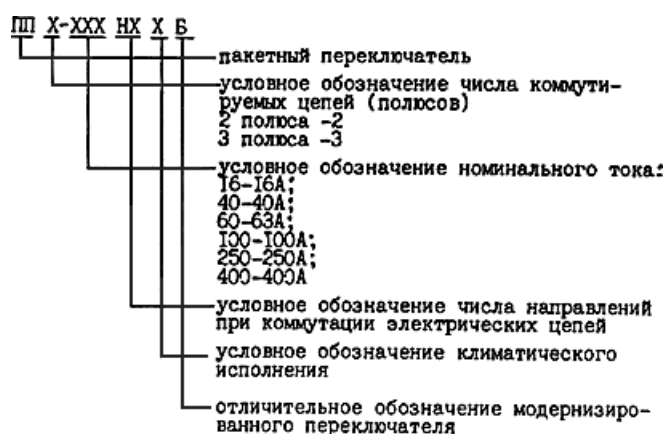 ПП Х-ХХХ НХ Х Б
пакетный переключатель
условное обозначение числа коммути-
руемых цепей (полюсов)
2 полюса -2
3 полюса -3
условное обозначение номинального тока:
16-16А;
40-40А;
60-63А;
100-100А;
250-250А;
400-400А
условное обозначение числа направлений
при коммутации электрических цепей
условное обозначение климатического
исполнения
отличительное обозначение модернизиро-
ванного переключателя